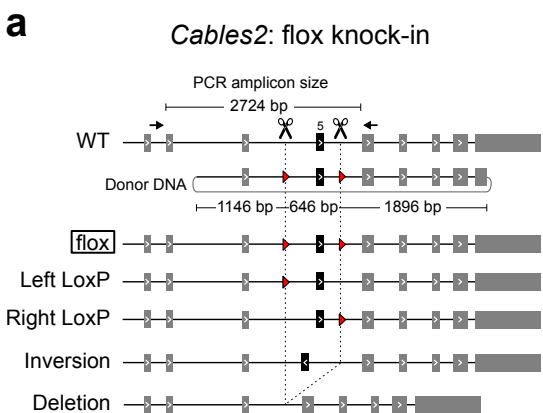 a
Cables2: flox knock-in
PCR amplicon size
2724 bp
5
WT
Donor DNA
1146 bp 646 bp 1896 bp
flox
Left LoxP
Right LoxP
Inversion
Deletion